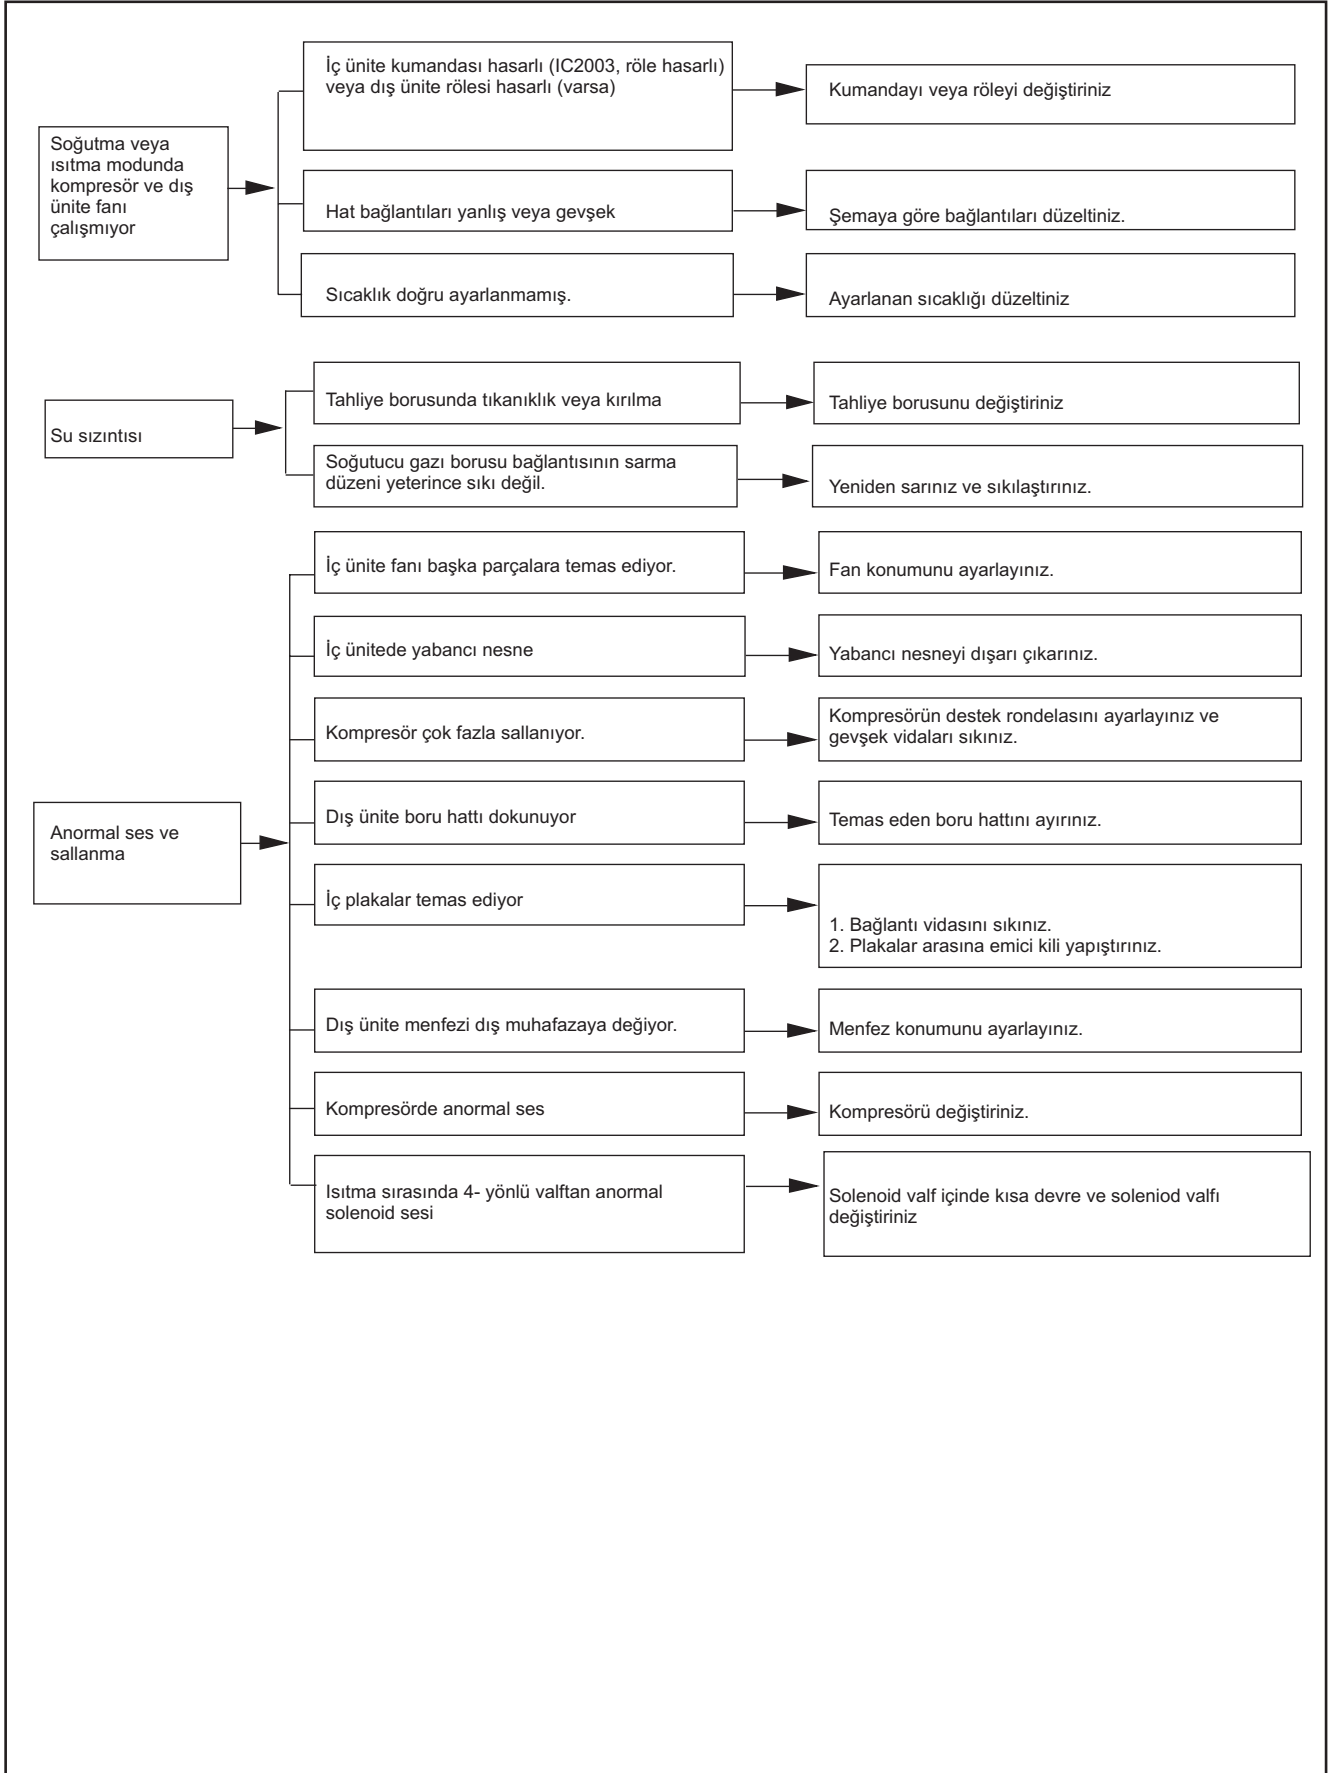 Soğutma veya
ısıtma modunda
kompresör ve dış
ünite fanı
çalışmıyor
İç ünite kumandası hasarlı (IC2003, röle hasarlı)
veya dış ünite rölesi hasarlı (varsa)
Kumandayı veya röleyi değiştiriniz
Hat bağlantıları yanlış veya gevşek
Şemaya göre bağlantıları düzeltiniz.
Sıcaklık doğru ayarlanmamış.
Ayarlanan sıcaklığı düzeltiniz
Su sızıntısı
Tahliye borusunda tıkanıklık veya kırılma
Tahliye borusunu değiştiriniz
Soğutucu gazı borusu bağlantısının sarma
düzeni yeterince sıkı değil.
Yeniden sarınız ve sıkılaştırınız.
Anormal ses ve
sallanma
İç ünite fanı başka parçalara temas ediyor.
Fan konumunu ayarlayınız.
İç ünitede yabancı nesne
Yabancı nesneyi dışarı çıkarınız.
Kompresör çok fazla sallanıyor.
Kompresörün destek rondelasını ayarlayınız ve
gevşek vidaları sıkınız.
Dış ünite boru hattı dokunuyor
Temas eden boru hattını ayırınız.
İç plakalar temas ediyor
1. Bağlantı vidasını sıkınız.
2. Plakalar arasına emici kili yapıştırınız.
Dış ünite menfezi dış muhafazaya değiyor.
Menfez konumunu ayarlayınız.
Kompresörde anormal ses
Kompresörü değiştiriniz.
Isıtma sırasında 4- yönlü valftan anormal
solenoid sesi
Solenoid valf içinde kısa devre ve soleniod valfı
değiştiriniz